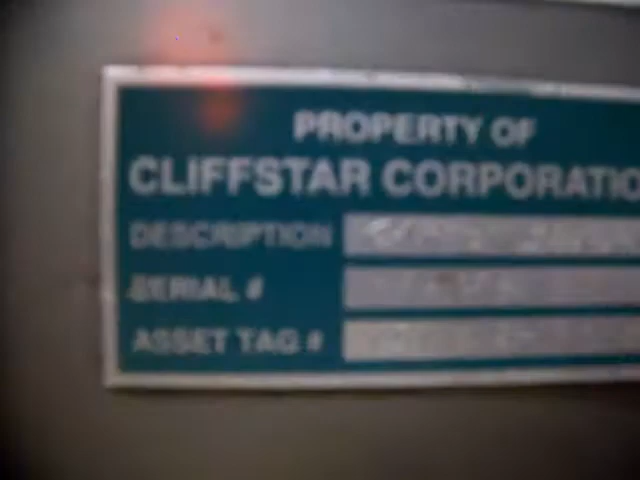 PROPERTY OF
CLIFFSTAR CORPORATIO
DESCRIPTION
SERIAL #
ASSET TAG #